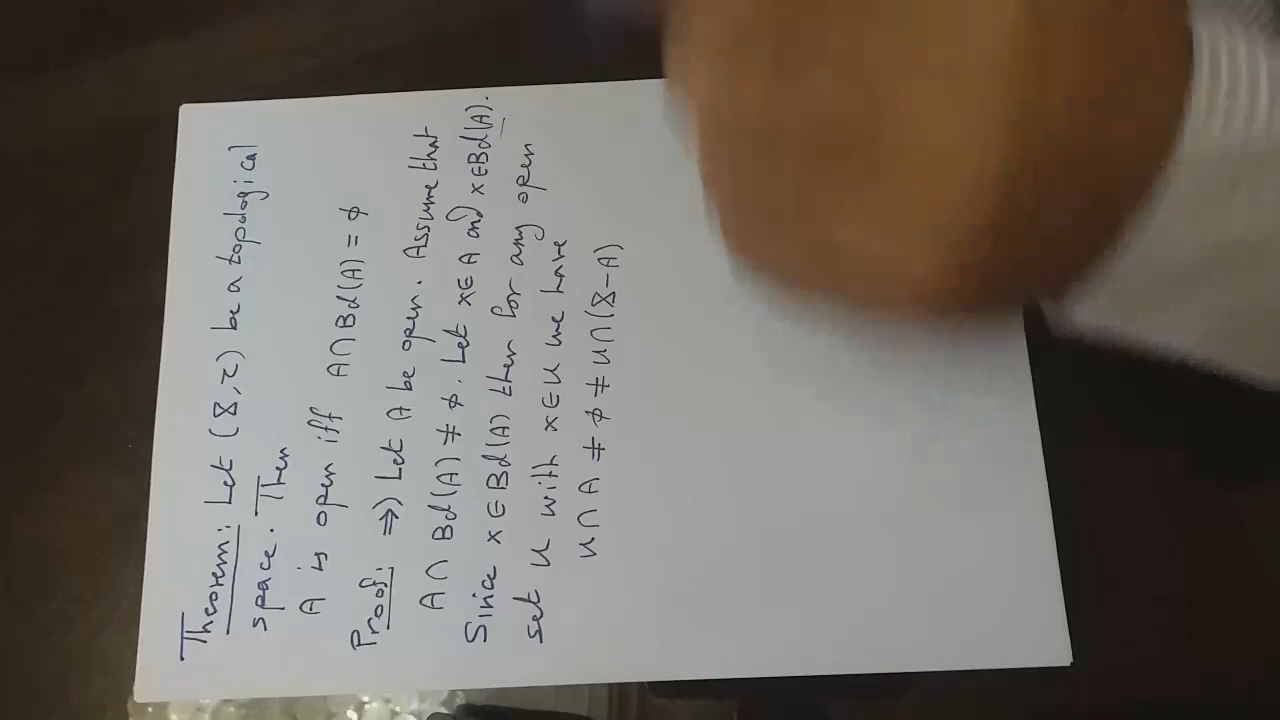 Theorem: Let (X, τ) be a topological
space. Then
A is open iff A ∩ Bd(A) = ϕ
Proof: ⇒) Let A be open. Assume that
A ∩ Bd(A) ≠ ϕ. Let x ∈ A and x ∈ Bd(A).
Since x ∈ Bd(A) then for any open
set U with x ∈ U we have
U ∩ A ≠ ϕ ≠ U ∩ (X − A)